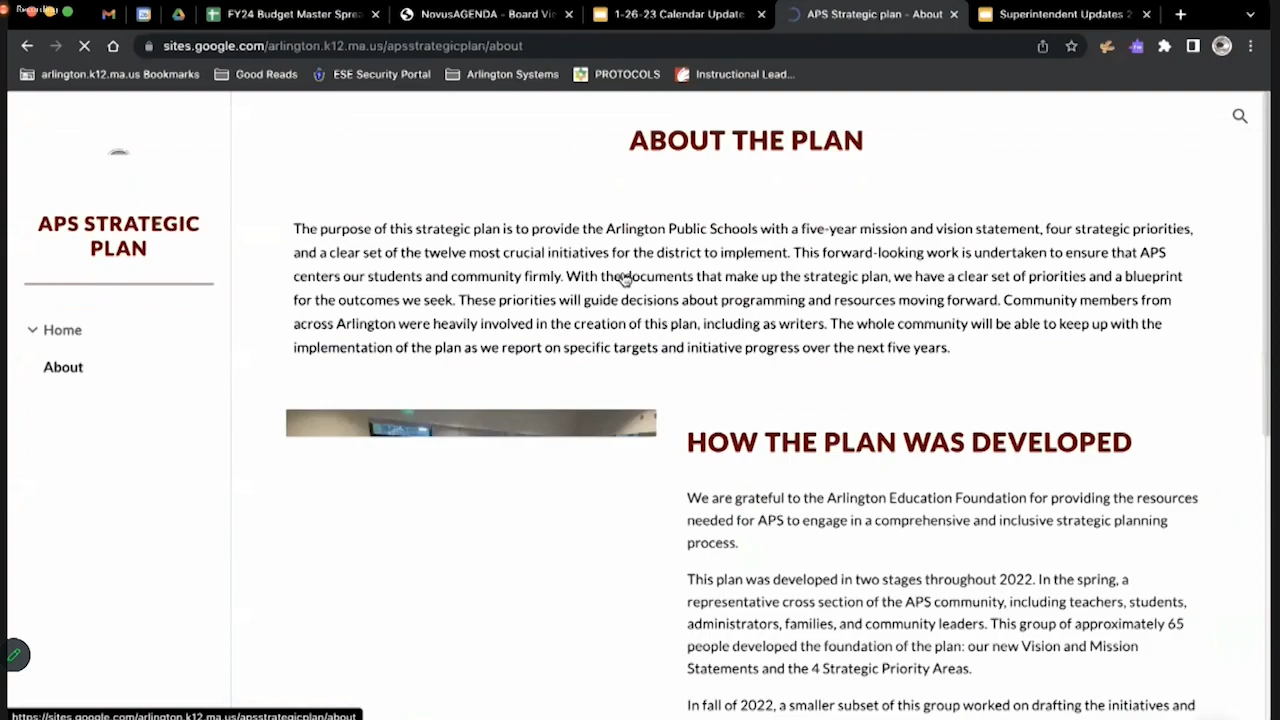 Recording
FY24 Budget Master Sprea
NovusAGENDA - Board Vi
1-26-23 Calendar Update
APS Strategic plan - About
Superintendent Updates 2
sites.google.com/arlington.k12.ma.us/apsstrategicplan/about
arlington.k12.ma.us Bookmarks
Good Reads
ESE Security Portal
Arlington Systems
PROTOCOLS
Instructional Lead...
APS STRATEGIC
PLAN
Home
About
ABOUT THE PLAN
The purpose of this strategic plan is to provide the Arlington Public Schools with a five-year mission and vision statement, four strategic priorities,
and a clear set of the twelve most crucial initiatives for the district to implement. This forward-looking work is undertaken to ensure that APS
centers our students and community firmly. With the documents that make up the strategic plan, we have a clear set of priorities and a blueprint
for the outcomes we seek. These priorities will guide decisions about programming and resources moving forward. Community members from
across Arlington were heavily involved in the creation of this plan, including as writers. The whole community will be able to keep up with the
implementation of the plan as we report on specific targets and initiative progress over the next five years.
HOW THE PLAN WAS DEVELOPED
We are grateful to the Arlington Education Foundation for providing the resources
needed for APS to engage in a comprehensive and inclusive strategic planning
process.
This plan was developed in two stages throughout 2022. In the spring, a
representative cross section of the APS community, including teachers, students,
administrators, families, and community leaders. This group of approximately 65
people developed the foundation of the plan: our new Vision and Mission
Statements and the 4 Strategic Priority Areas.
In fall of 2022, a smaller subset of this group worked on drafting the initiatives and
https://sites.google.com/arlington.k12.ma.us/apsstrategicplan/about